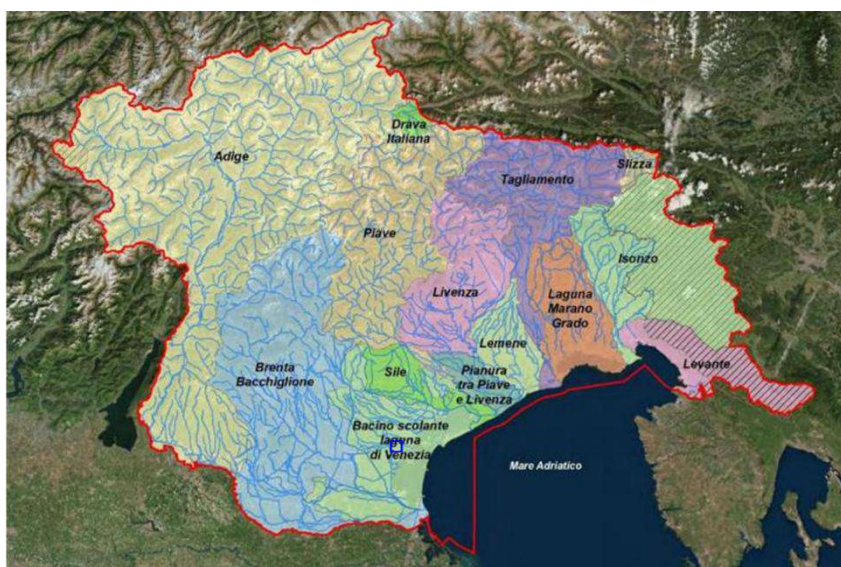 Drava
Italiana
Adige
Slizza
Tagliamento
Piave
Isonzo
Livenza
Laguna
Marano
Grado
Lemene
Levante
Brenta
Bacchiglione
Sile
Pianura
tra Piave
e Livenza
Bacino scolante
laguna
di Venezia
Mare Adriatico